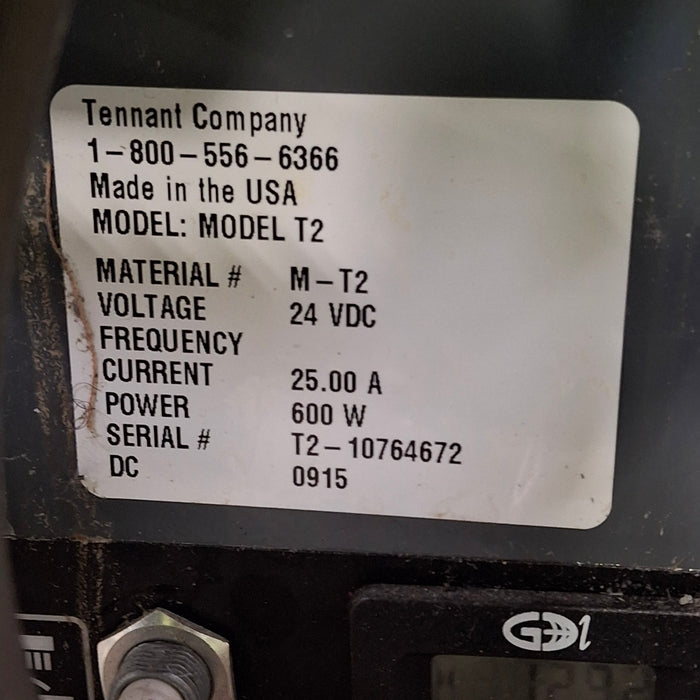 Tennant Company
1-800-556-6366
Made in the USA
MODEL: MODEL T2
MATERIAL # M-T2
VOLTAGE 24 VDC
FREQUENCY
CURRENT 25.00 A
POWER 600 W
SERIAL # T2-10764672
DC 0915